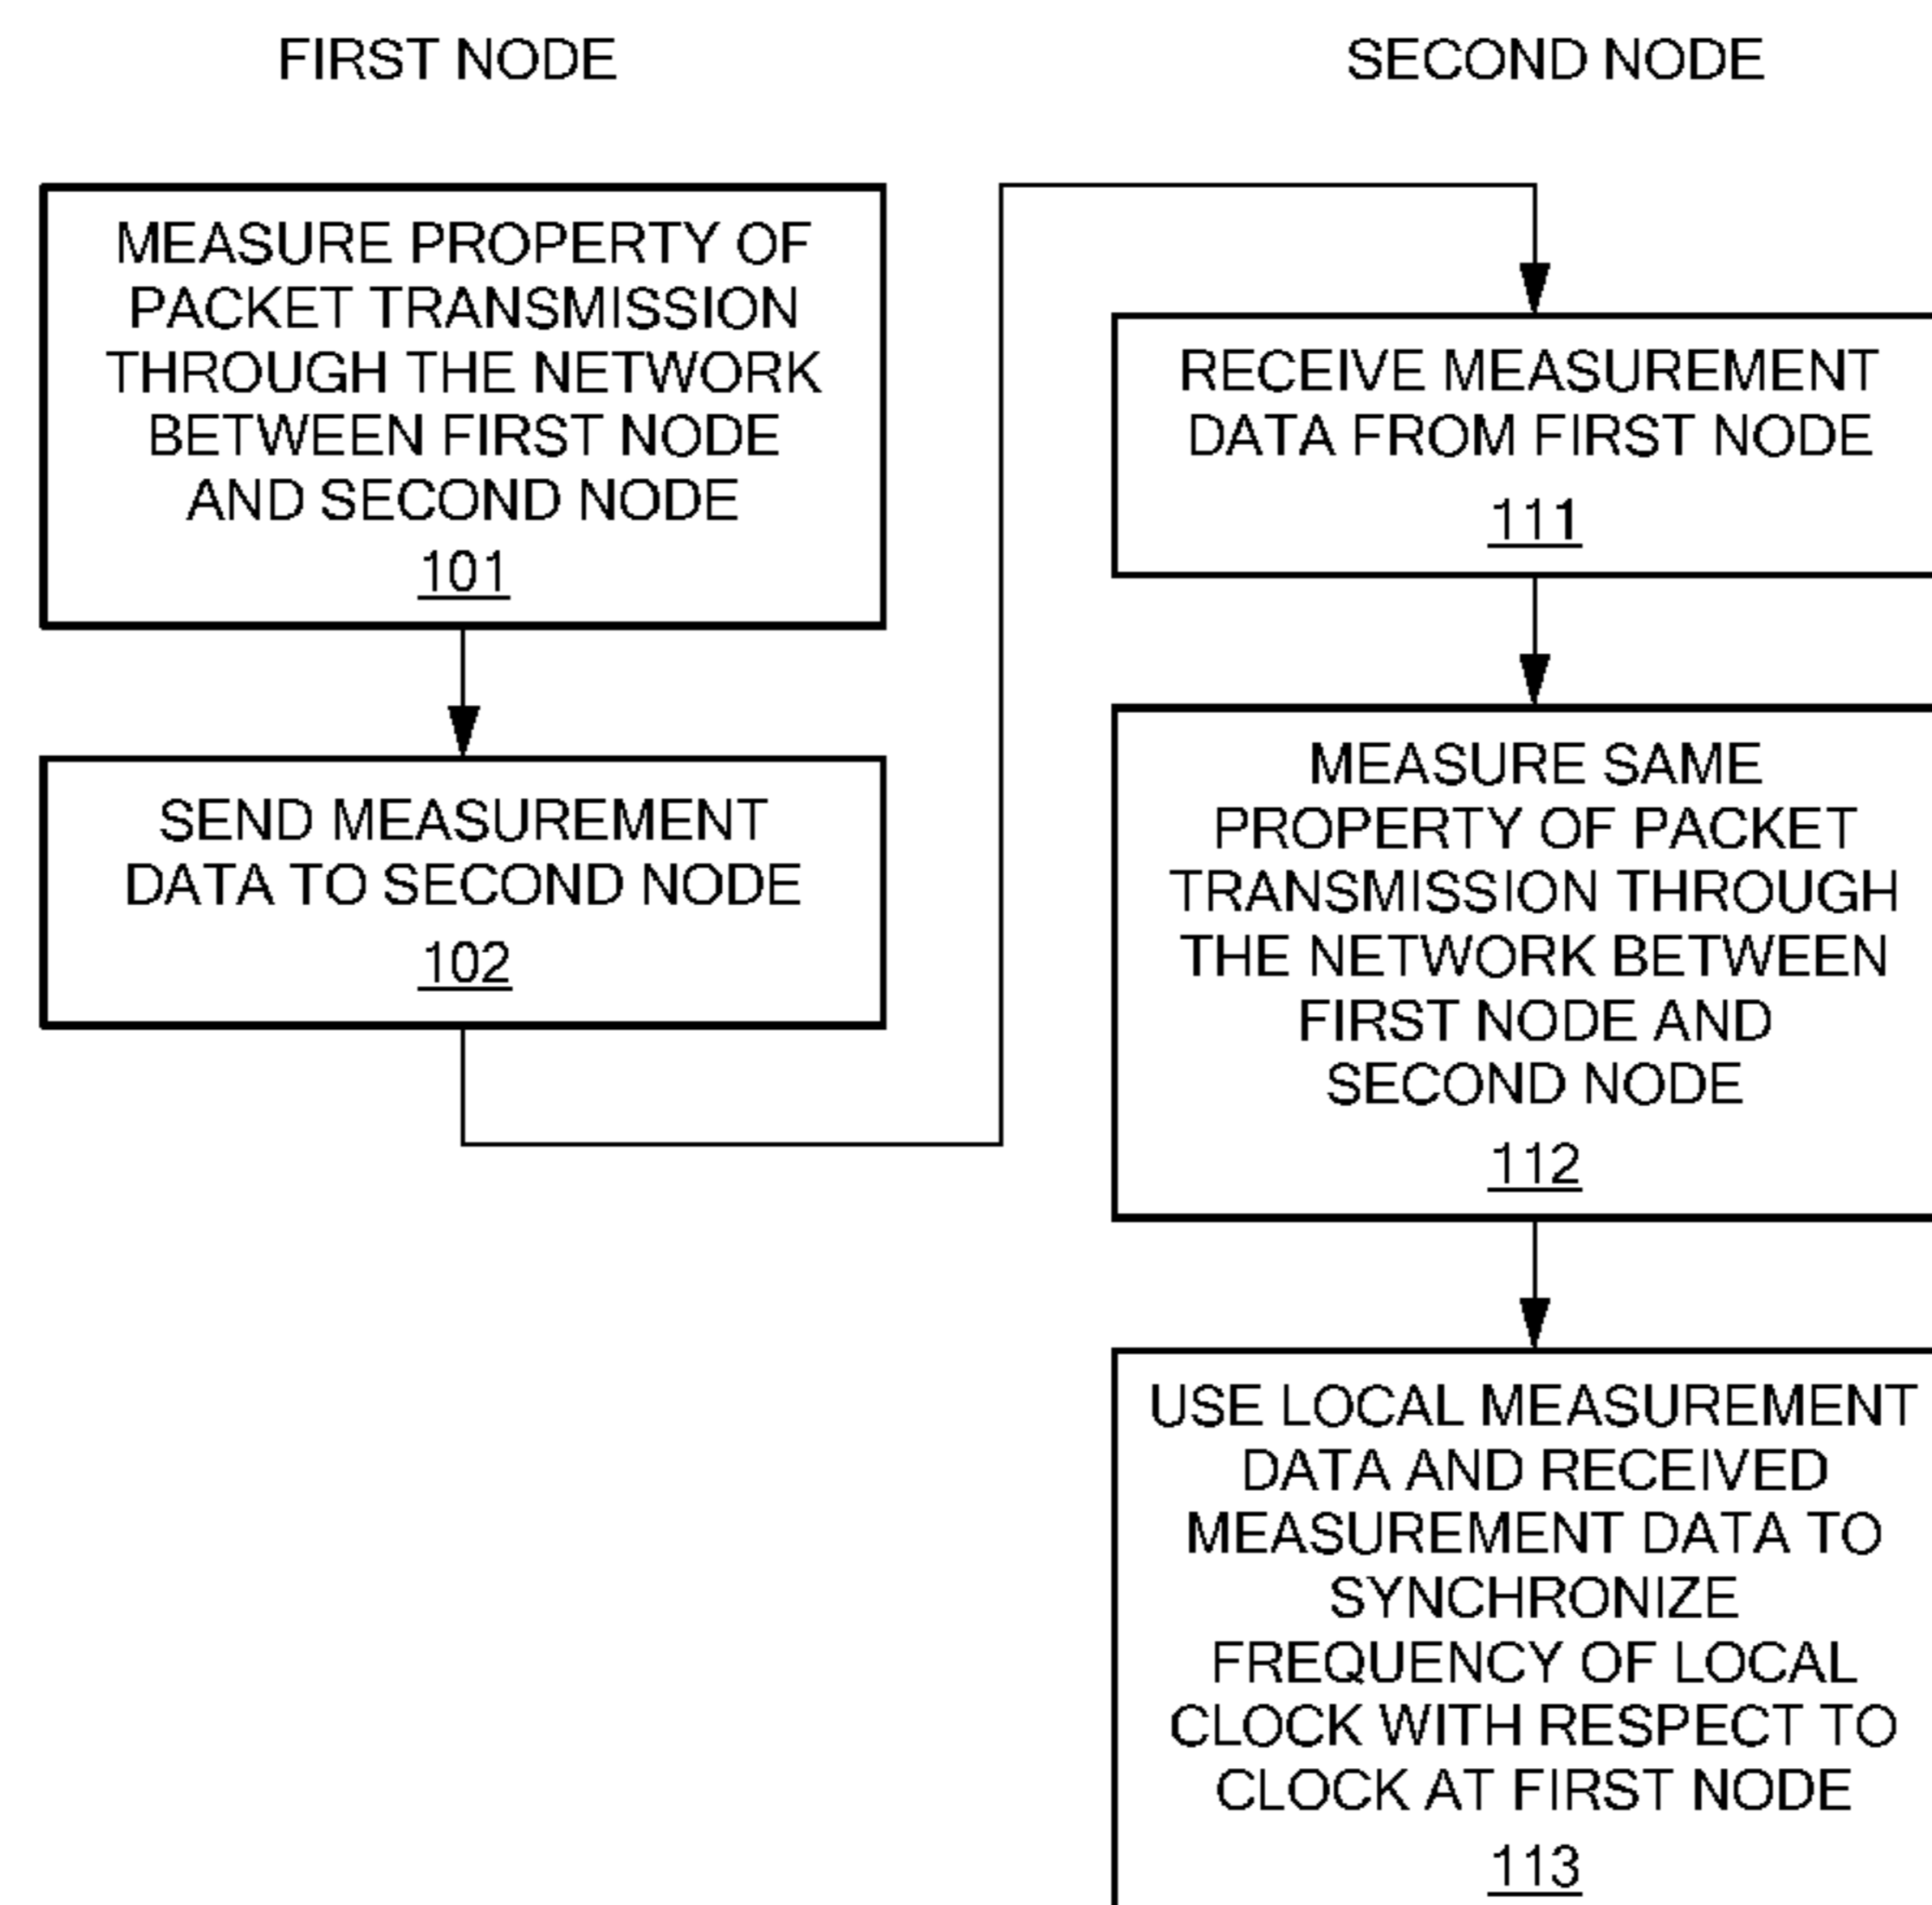 FIRST NODE
MEASURE PROPERTY OF
PACKET TRANSMISSION
THROUGH THE NETWORK
BETWEEN FIRST NODE
AND SECOND NODE
101
SEND MEASUREMENT
DATA TO SECOND NODE
102
SECOND NODE
RECEIVE MEASUREMENT
DATA FROM FIRST NODE
111
MEASURE SAME
PROPERTY OF PACKET
TRANSMISSION THROUGH
THE NETWORK BETWEEN
FIRST NODE AND
SECOND NODE
112
USE LOCAL MEASUREMENT
DATA AND RECEIVED
MEASUREMENT DATA TO
SYNCHRONIZE
FREQUENCY OF LOCAL
CLOCK WITH RESPECT TO
CLOCK AT FIRST NODE
113